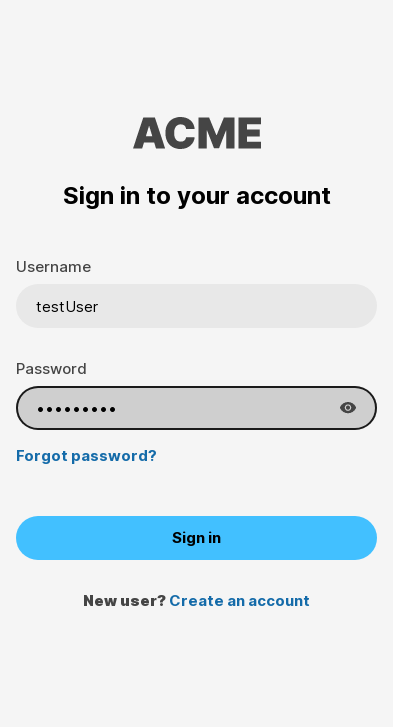 ACME
Sign in to your account
Username
testUser
Password
•••••••••
Forgot password?
Sign in
New user? Create an account